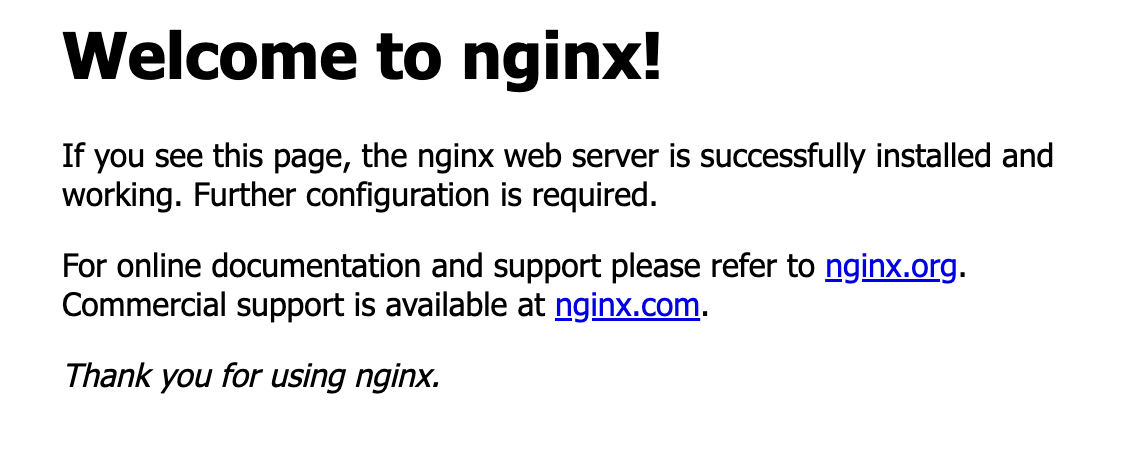 Welcome to nginx!
If you see this page, the nginx web server is successfully installed and
working. Further configuration is required.
For online documentation and support please refer to nginx.org.
Commercial support is available at nginx.com.
Thank you for using nginx.